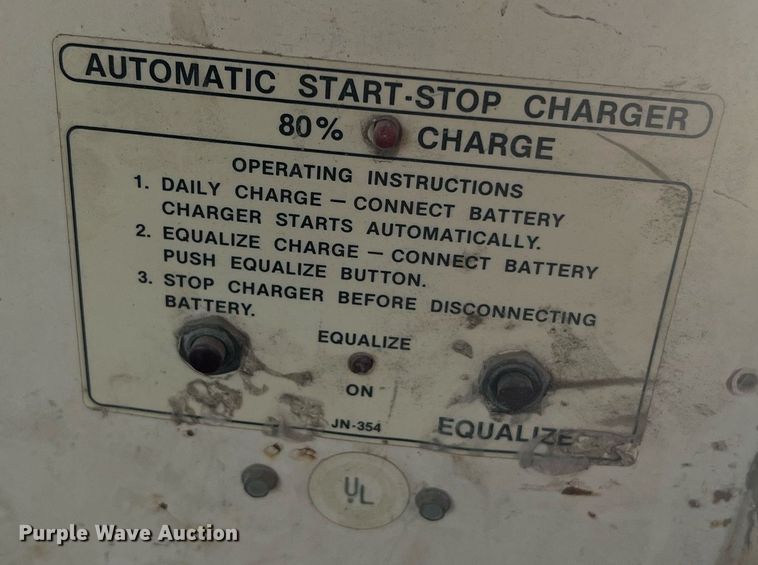 AUTOMATIC START-STOP CHARGER
80% CHARGE
OPERATING INSTRUCTIONS
1. DAILY CHARGE — CONNECT BATTERY
CHARGER STARTS AUTOMATICALLY.
2. EQUALIZE CHARGE — CONNECT BATTERY
PUSH EQUALIZE BUTTON.
3. STOP CHARGER BEFORE DISCONNECTING
BATTERY.
EQUALIZE
ON
JN-354
EQUALIZE
UL
Purple Wave Auction